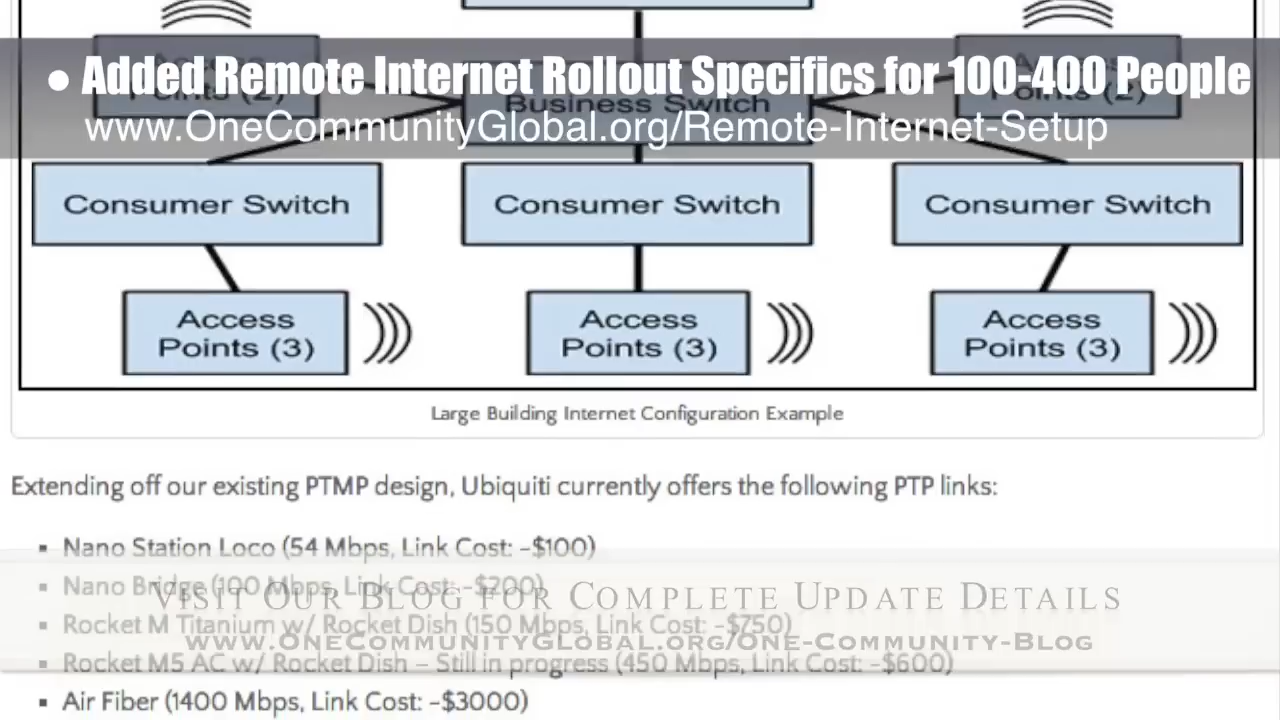 ● Added Remote Internet Rollout Specifics for 100-400 People
www.OneCommunityGlobal.org/Remote-Internet-Setup
Points (2)
Business Switch
Access
Points (2)
Consumer Switch
Consumer Switch
Consumer Switch
Access
Points (3)
Access
Points (3)
Access
Points (3)
Large Building Internet Configuration Example
Extending off our existing PTMP design, Ubiquiti currently offers the following PTP links:
▪ Nano Station Loco (54 Mbps, Link Cost: ~$100)
▪ Nano Bridge (100 Mbps, Link Cost: ~$200)
Visit Our Blog for Complete Update Details
▪ Rocket M Titanium w/ Rocket Dish (150 Mbps, Link Cost: ~$750)
www.OneCommunityGlobal.org/One-Community-Blog
▪ Rocket M5 AC w/ Rocket Dish – Still in progress (450 Mbps, Link Cost: ~$600)
▪ Air Fiber (1400 Mbps, Link Cost: ~$3000)